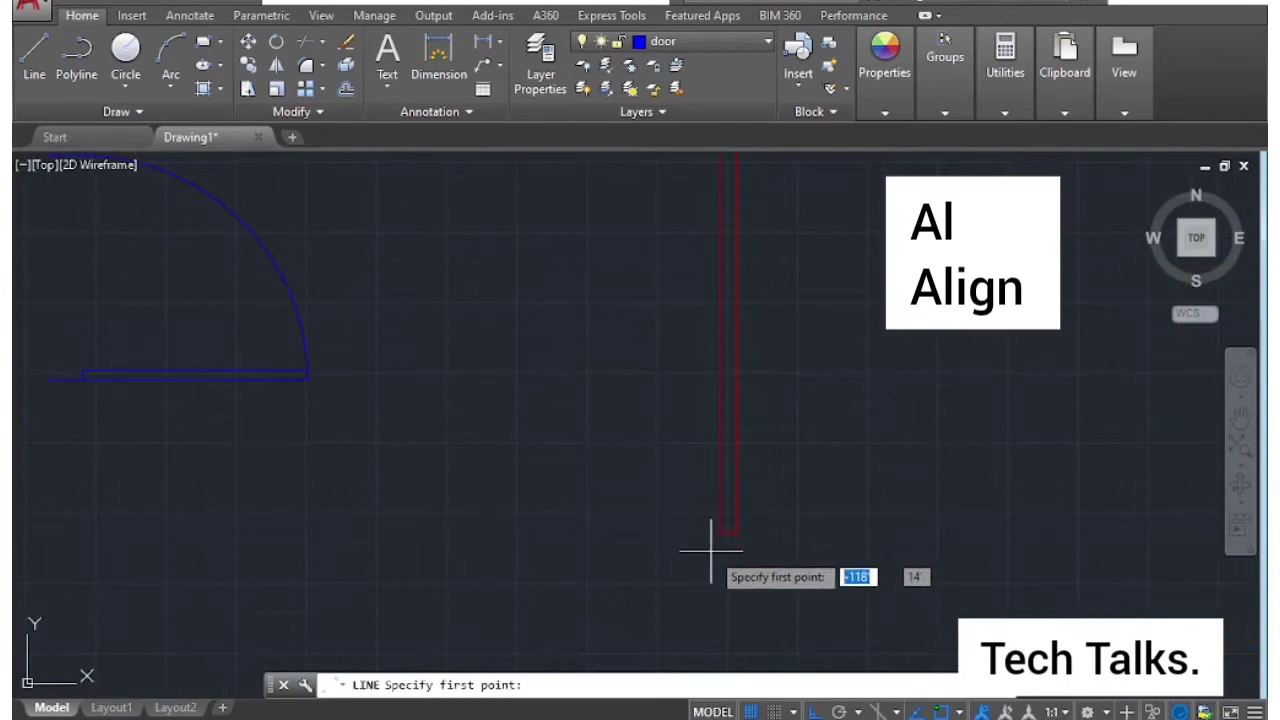 Home Insert Annotate Parametric View Manage Output Add-ins A360 Express Tools Featured Apps BIM 360 Performance
door
Line Polyline Circle Arc Text Dimension Layer Properties Insert Properties Groups Utilities Clipboard View
Draw Modify Annotation Layers Block
Start Drawing1*
[−][Top][2D Wireframe]
Al
Align
N
W TOP E
S
WCS
Specify first point: -118' 14'
Y
X
Tech Talks.
LINE Specify first point:
Model Layout1 Layout2 MODEL 1:1